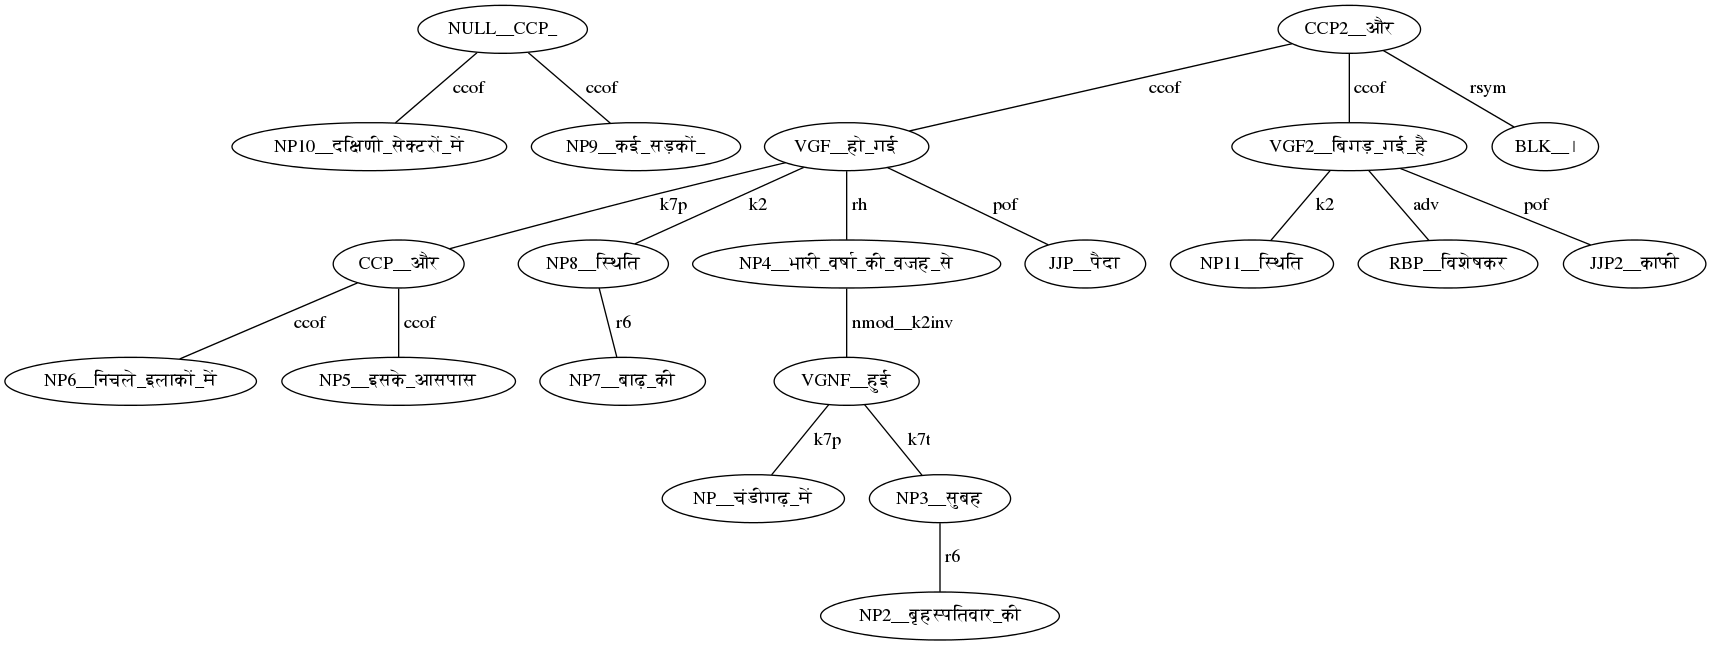 NULL__CCP_ CCP2__और
ccof ccof ccof ccof rsym
NP10__दक्षिणी_सेक्टरों_में NP9__कई_सड़कों_ VGF__हो_गई VGF2__बिगड़_गई_है BLK__।
k7p k2 rh pof k2 adv pof
CCP__और NP8__स्थिति NP4__भारी_वर्षा_की_वजह_से JJP__पैदा NP11__स्थिति RBP__विशेषकर JJP2__काफी
ccof ccof r6 nmod__k2inv
NP6__निचले_इलाकों_में NP5__इसके_आसपास NP7__बाढ़_की VGNF__हुई
k7p k7t
NP__चंडीगढ़_में NP3__सुबह
r6
NP2__बृहस्पतिवार_की